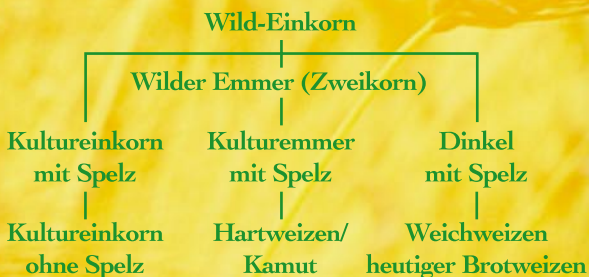 Wild-Einkorn
Wilder Emmer (Zweikorn)
Kultureinkorn Kulturemmer Dinkel
mit Spelz mit Spelz mit Spelz
Kultureinkorn Hartweizen/ Weichweizen
ohne Spelz Kamut heutiger Brotweizen